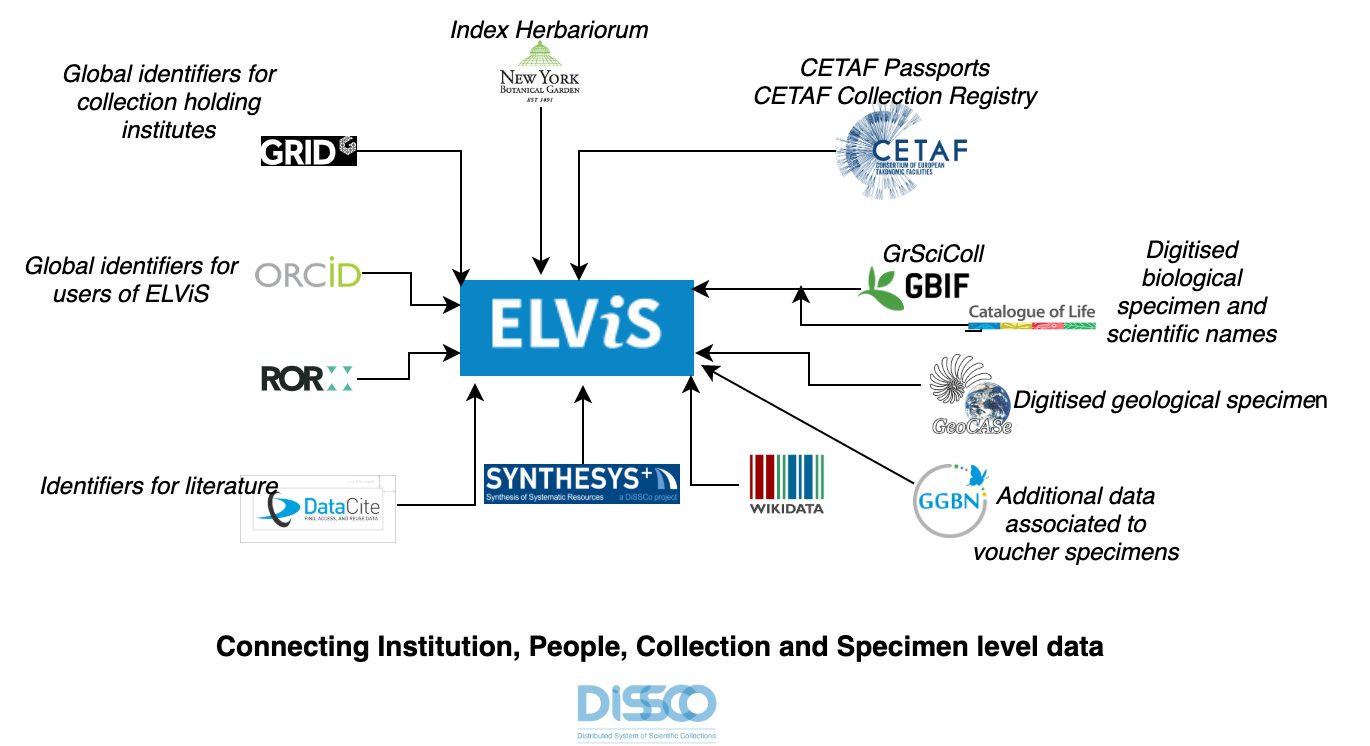 Index Herbariorum
NEW YORK
BOTANICAL GARDEN
EST 1891
Global identifiers for
collection holding
institutes
GRID
CETAF Passports
CETAF Collection Registry
CETAF
CONSORTIUM OF EUROPEAN
TAXONOMIC FACILITIES
Global identifiers for
users of ELViS
ORCiD
ELViS
GrSciColl
GBIF
Catalogue of Life
Digitised
biological
specimen and
scientific names
ROR
GeoCASe
Digitised geological specimen
Identifiers for literature
DataCite
FIND, ACCESS, AND REUSE DATA
SYNTHESYS+
Synthesis of Systematic Resources
a DiSSCo project
WIKIDATA
GGBN
Additional data
associated to
voucher specimens
Connecting Institution, People, Collection and Specimen level data
DiSSCo
Distributed System of Scientific Collections